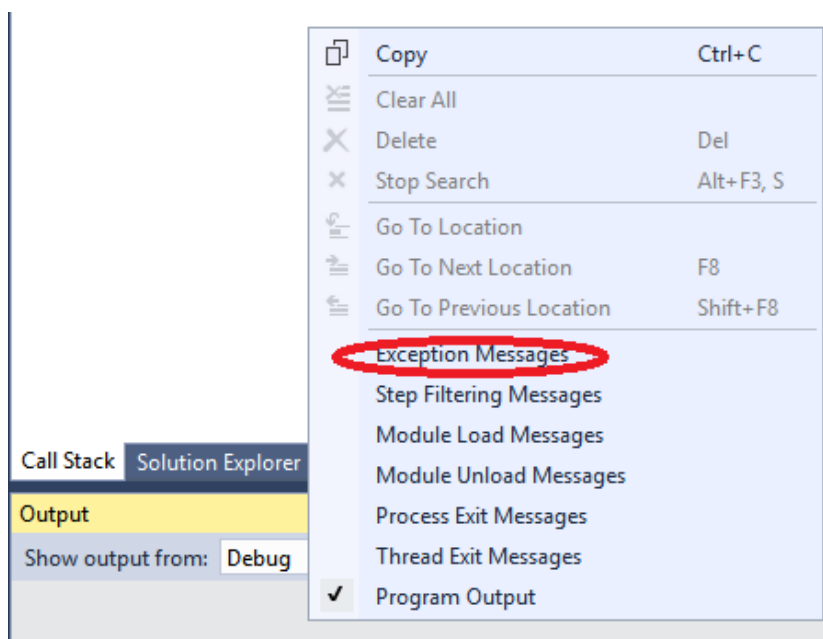 Copy Ctrl+C
Clear All
Delete Del
Stop Search Alt+F3, S
Go To Location
Go To Next Location F8
Go To Previous Location Shift+F8
Exception Messages
Step Filtering Messages
Module Load Messages
Module Unload Messages
Process Exit Messages
Thread Exit Messages
Program Output
Call Stack Solution Explorer
Output
Show output from: Debug